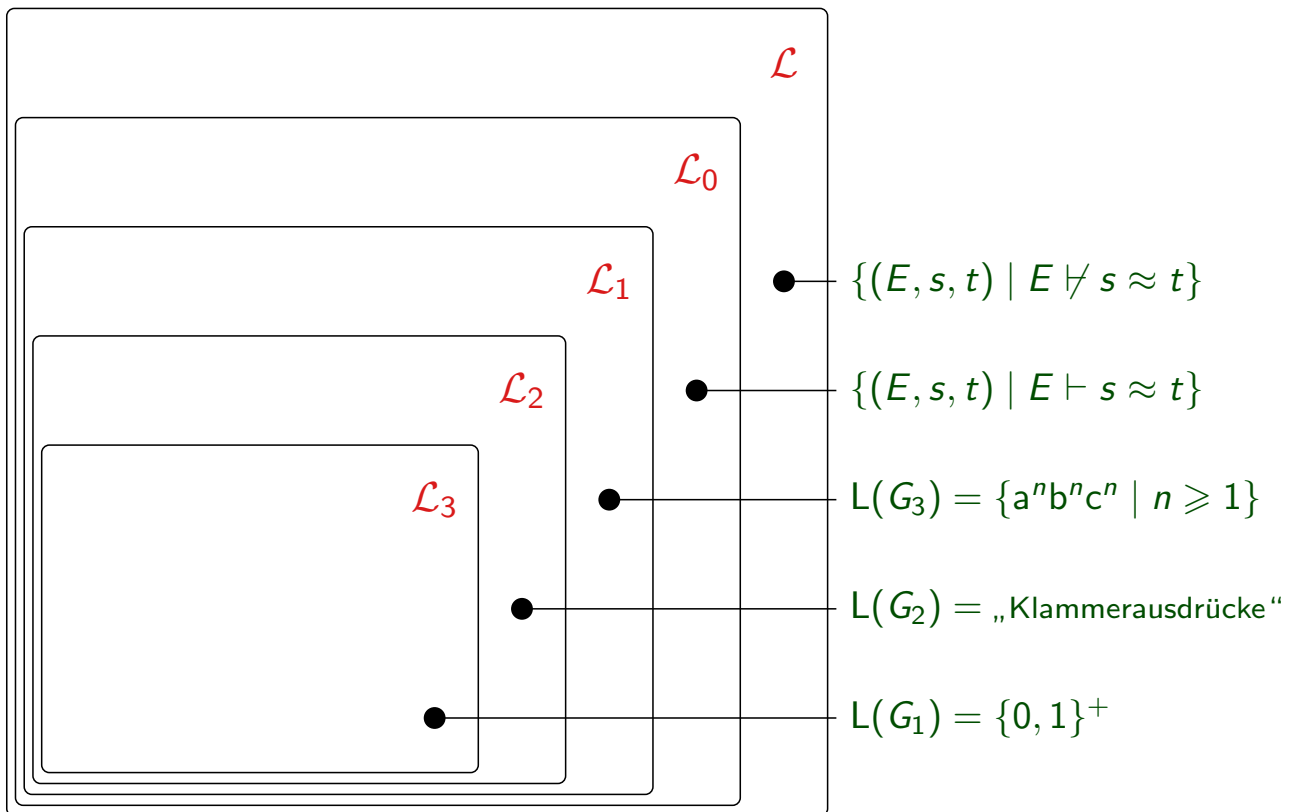 ℒ
ℒ₀
{(E, s, t) | E ⊬ s ≈ t}
ℒ₁
{(E, s, t) | E ⊢ s ≈ t}
ℒ₂
ℒ₃
L(G₃) = {aⁿbⁿcⁿ | n ⩾ 1}
L(G₂) = „Klammerausdrücke“
L(G₁) = {0, 1}⁺